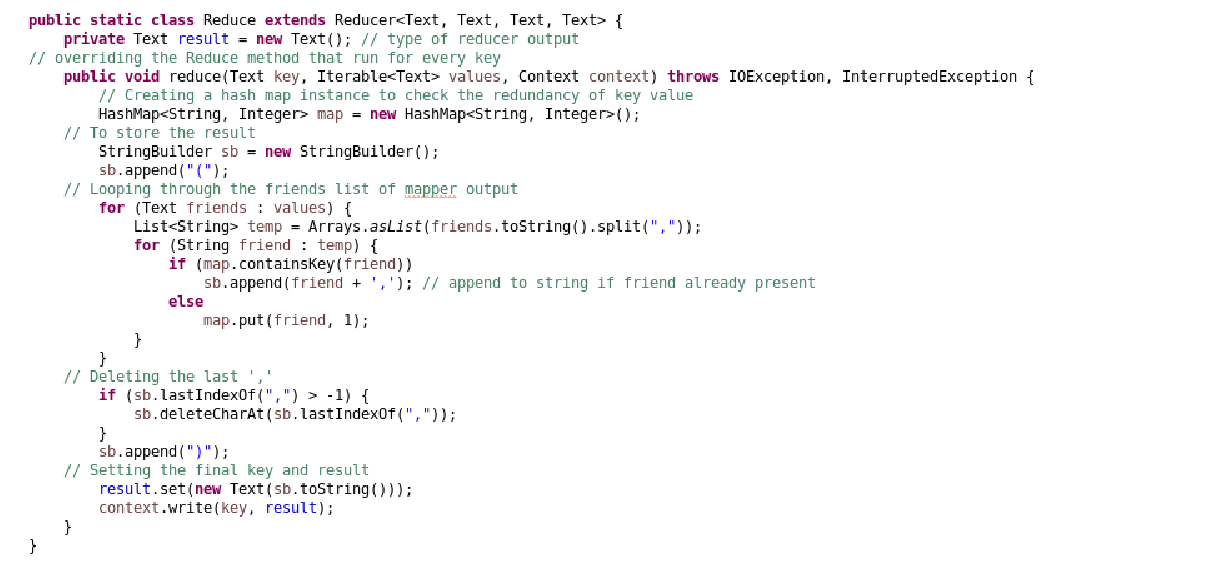 public static class Reduce extends Reducer<Text, Text, Text, Text> {
    private Text result = new Text(); // type of reducer output
// overriding the Reduce method that run for every key
    public void reduce(Text key, Iterable<Text> values, Context context) throws IOException, InterruptedException {
        // Creating a hash map instance to check the redundancy of key value
        HashMap<String, Integer> map = new HashMap<String, Integer>();
    // To store the result
        StringBuilder sb = new StringBuilder();
        sb.append("(");
    // Looping through the friends list of mapper output
        for (Text friends : values) {
            List<String> temp = Arrays.asList(friends.toString().split(","));
            for (String friend : temp) {
                if (map.containsKey(friend))
                    sb.append(friend + ','); // append to string if friend already present
                else
                    map.put(friend, 1);
            }
        }
    // Deleting the last ','
        if (sb.lastIndexOf(",") > -1) {
            sb.deleteCharAt(sb.lastIndexOf(","));
        }
        sb.append(")");
    // Setting the final key and result
        result.set(new Text(sb.toString()));
        context.write(key, result);
    }
}